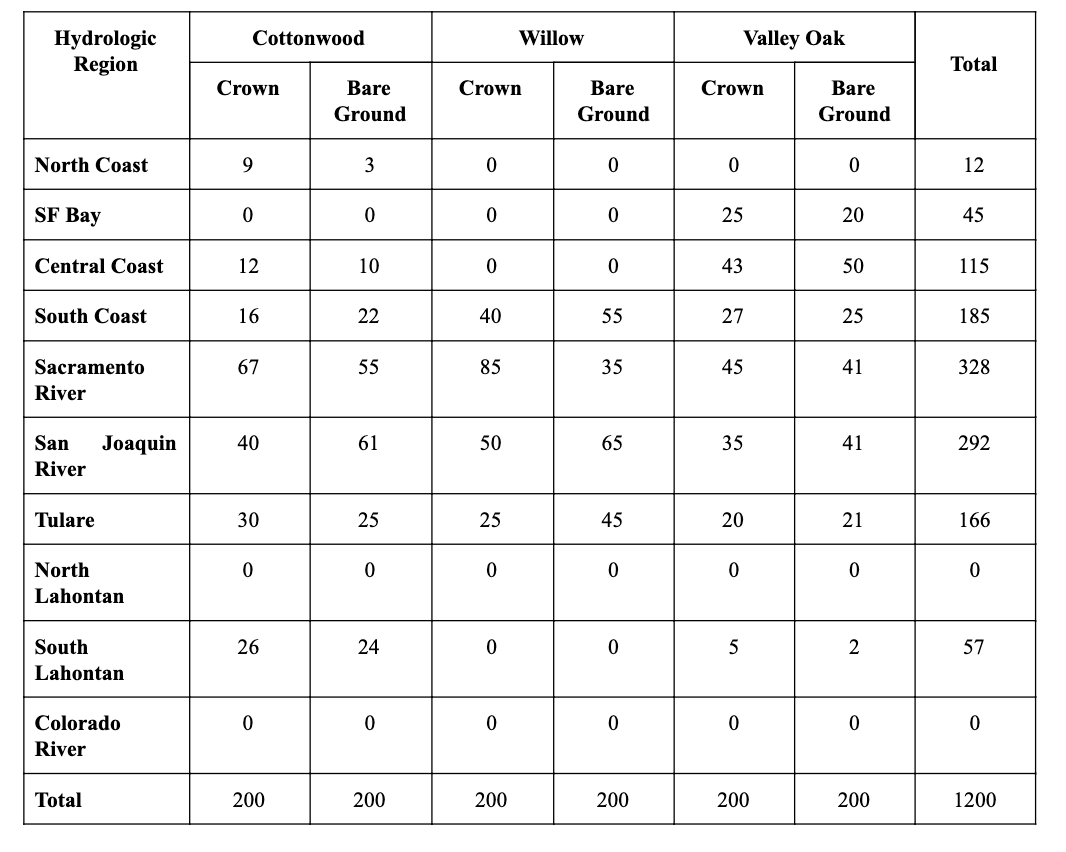 Hydrologic Region Cottonwood Willow Valley Oak Total
Crown Bare Ground Crown Bare Ground Crown Bare Ground
North Coast 9 3 0 0 0 0 12
SF Bay 0 0 0 0 25 20 45
Central Coast 12 10 0 0 43 50 115
South Coast 16 22 40 55 27 25 185
Sacramento River 67 55 85 35 45 41 328
San Joaquin River 40 61 50 65 35 41 292
Tulare 30 25 25 45 20 21 166
North Lahontan 0 0 0 0 0 0 0
South Lahontan 26 24 0 0 5 2 57
Colorado River 0 0 0 0 0 0 0
Total 200 200 200 200 200 200 1200